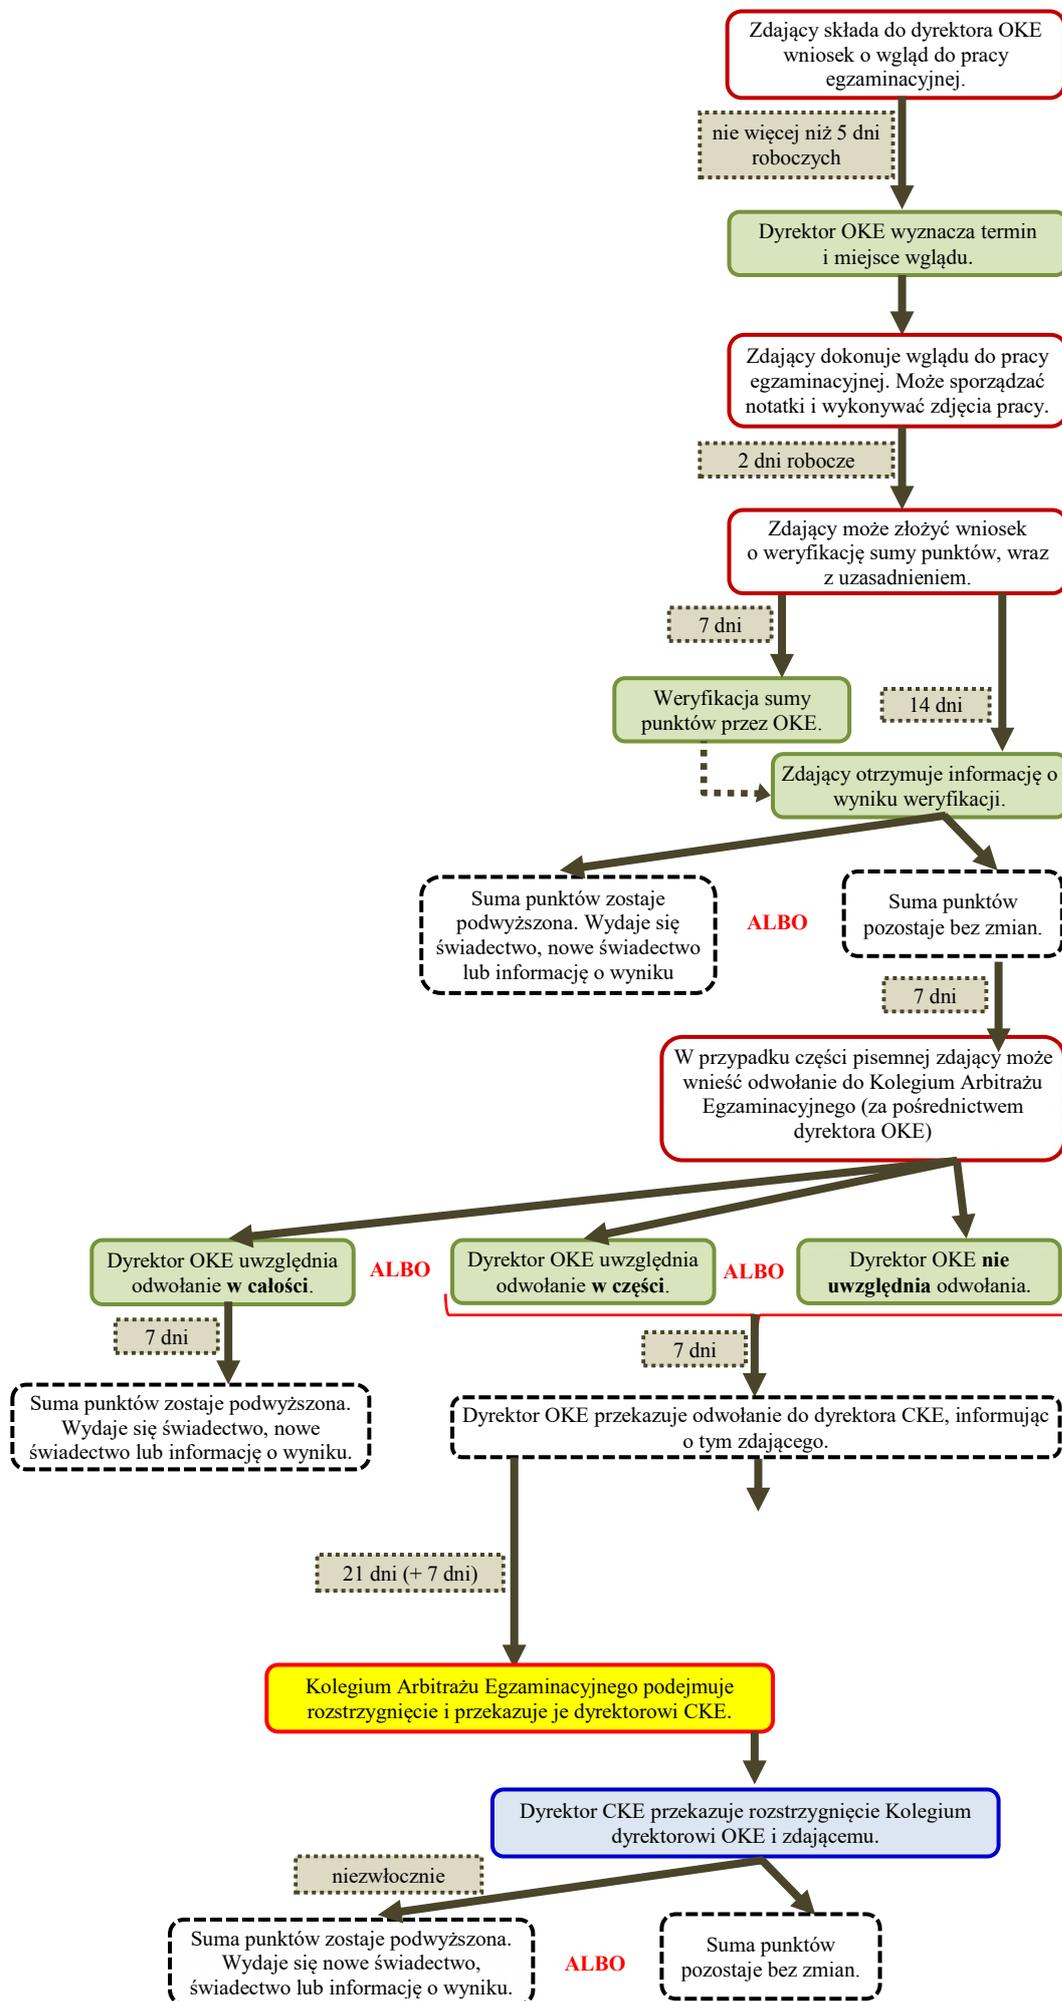 Zdający składa do dyrektora OKE
wniosek o wgląd do pracy
egzaminacyjnej.
nie więcej niż 5 dni
roboczych
Dyrektor OKE wyznacza termin
i miejsce wglądu.
Zdający dokonuje wglądu do pracy
egzaminacyjnej. Może sporządzać
notatki i wykonywać zdjęcia pracy.
2 dni robocze
Zdający może złożyć wniosek
o weryfikację sumy punktów, wraz
z uzasadnieniem.
7 dni
Weryfikacja sumy
punktów przez OKE.
14 dni
Zdający otrzymuje informację o
wyniku weryfikacji.
Suma punktów zostaje
podwyższona. Wydaje się
świadectwo, nowe świadectwo
lub informację o wyniku
ALBO
Suma punktów
pozostaje bez zmian.
7 dni
W przypadku części pisemnej zdający może
wnieść odwołanie do Kolegium Arbitrażu
Egzaminacyjnego (za pośrednictwem
dyrektora OKE)
Dyrektor OKE uwzględnia
odwołanie w całości.
ALBO
Dyrektor OKE uwzględnia
odwołanie w części.
ALBO
Dyrektor OKE nie
uwzględnia odwołania.
7 dni
Suma punktów zostaje podwyższona.
Wydaje się świadectwo, nowe
świadectwo lub informację o wyniku.
7 dni
Dyrektor OKE przekazuje odwołanie do dyrektora CKE, informując
o tym zdającego.
21 dni (+ 7 dni)
Kolegium Arbitrażu Egzaminacyjnego podejmuje
rozstrzygnięcie i przekazuje je dyrektorowi CKE.
Dyrektor CKE przekazuje rozstrzygnięcie Kolegium
dyrektorowi OKE i zdającemu.
niezwłocznie
Suma punktów zostaje podwyższona.
Wydaje się nowe świadectwo,
świadectwo lub informację o wyniku.
ALBO
Suma punktów
pozostaje bez zmian.